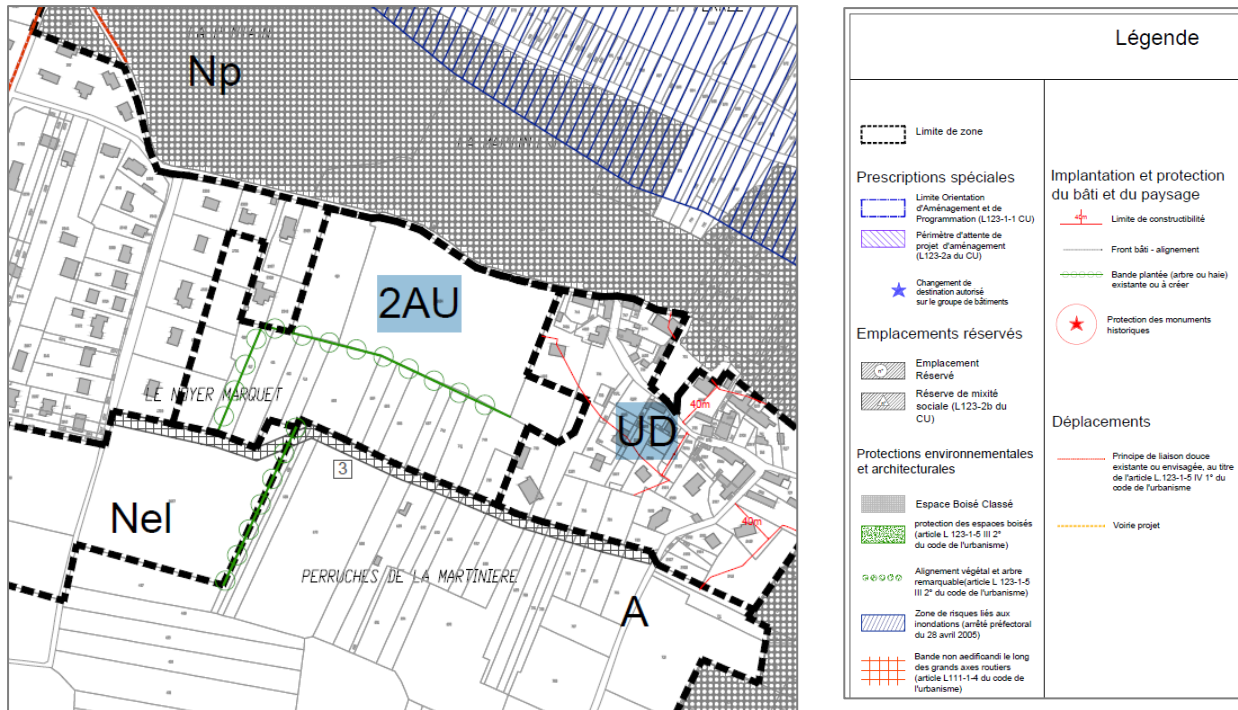 Np
2AU
LE NOYER MARQUET
40m
UD
3
Nel
40m
PERRUCHES DE LA MARTINIERE
A
Légende
Limite de zone
Prescriptions spéciales
Limite Orientation
d'Aménagement et de
Programmation (L123-1-1 CU)
Périmètre d'attente de
projet d'aménagement
(L123-2a du CU)
Changement de
destination autorisé
sur le groupe de bâtiments
Emplacements réservés
n°
Emplacement
Réservé
Réserve de mixité
sociale (L123-2b du
CU)
Protections environnementales
et architecturales
Espace Boisé Classé
protection des espaces boisés
(article L 123-1-5 III 2°
du code de l'urbanisme)
Alignement végétal et arbre
remarquable(article L 123-1-5
III 2° du code de l'urbanisme)
Zone de risques liés aux
inondations (arrêté préfectoral
du 28 avril 2005)
Bande non aedificandi le long
des grands axes routiers
(article L111-1-4 du code de
l'urbanisme)
Implantation et protection
du bâti et du paysage
40m
Limite de constructibilité
Front bâti - alignement
Bande plantée (arbre ou haie)
existante ou à créer
Protection des monuments
historiques
Déplacements
Principe de liaison douce
existante ou envisagée, au titre
de l'article L.123-1-5 IV 1° du
code de l'urbanisme
Voirie projet